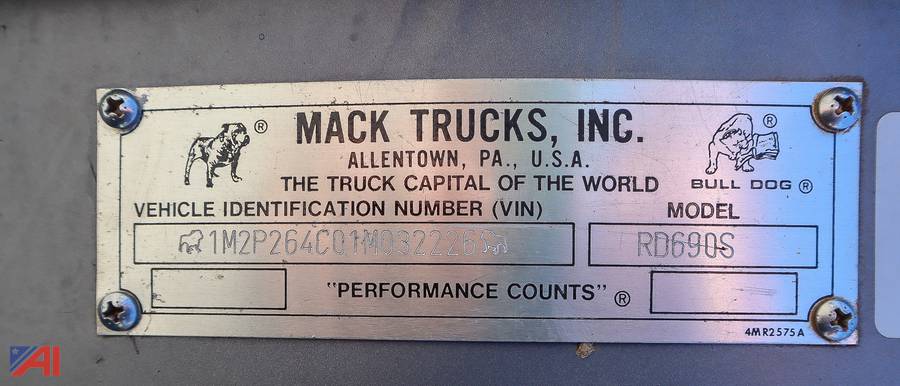 ®
MACK TRUCKS, INC.
®
ALLENTOWN, PA., U.S.A.
THE TRUCK CAPITAL OF THE WORLD
BULL DOG ®
VEHICLE IDENTIFICATION NUMBER (VIN)
MODEL
1M2P264C01M032226
RD690S
"PERFORMANCE COUNTS" ®
4MR2575A
AI